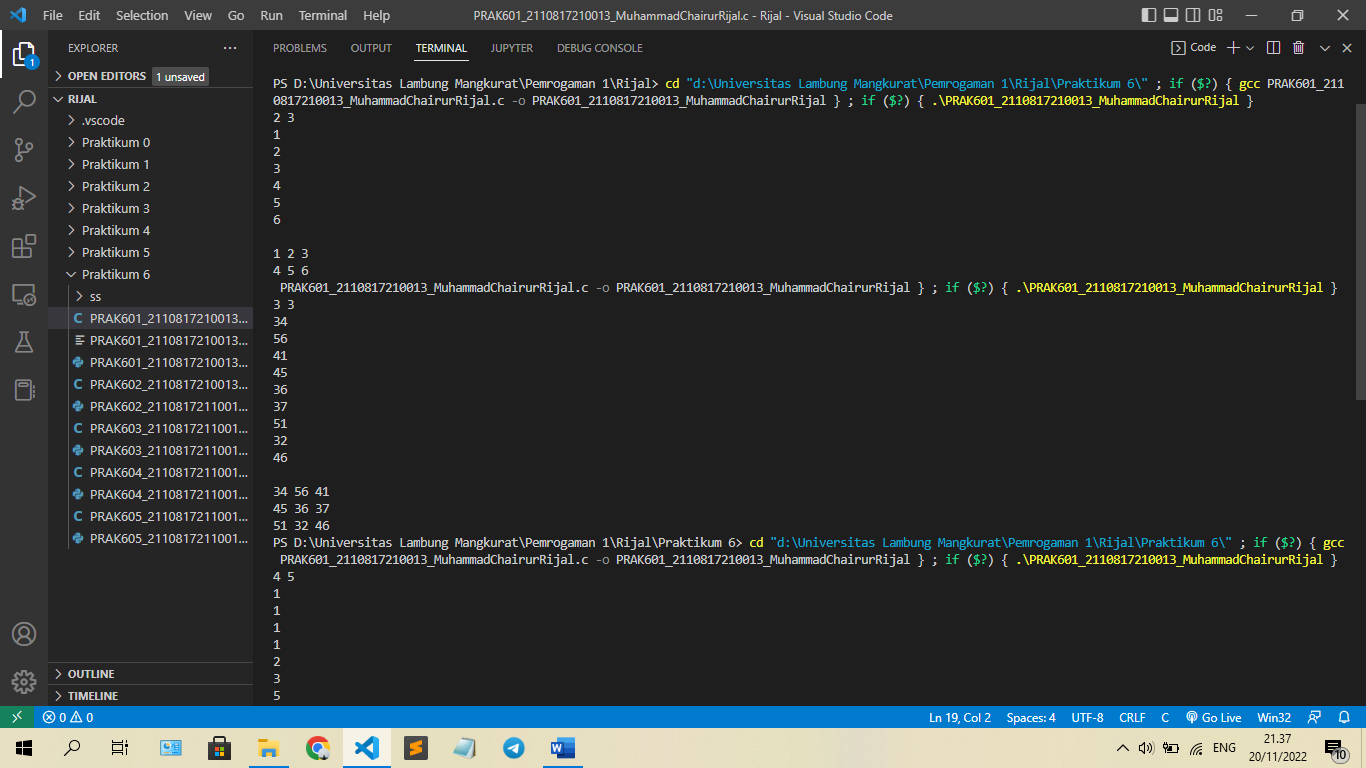 File Edit Selection View Go Run Terminal Help
PRAK601_2110817210013_MuhammadChairurRijal.c - Rijal - Visual Studio Code
EXPLORER
OPEN EDITORS 1 unsaved
RIJAL
.vscode
Praktikum 0
Praktikum 1
Praktikum 2
Praktikum 3
Praktikum 4
Praktikum 5
Praktikum 6
ss
C PRAK601_2110817210013...
PRAK601_2110817210013...
PRAK601_2110817210013...
C PRAK602_2110817210013...
PRAK602_2110817211001...
C PRAK603_2110817211001...
PRAK603_2110817211001...
C PRAK604_2110817211001...
PRAK604_2110817211001...
C PRAK605_2110817211001...
PRAK605_2110817211001...
OUTLINE
TIMELINE
1
PROBLEMS OUTPUT TERMINAL JUPYTER DEBUG CONSOLE
Code
PS D:\Universitas Lambung Mangkurat\Pemrogaman 1\Rijal> cd "d:\Universitas Lambung Mangkurat\Pemrogaman 1\Rijal\Praktikum 6\" ; if ($?) { gcc PRAK601_211
0817210013_MuhammadChairurRijal.c -o PRAK601_2110817210013_MuhammadChairurRijal } ; if ($?) { .\PRAK601_2110817210013_MuhammadChairurRijal }
2 3
1
2
3
4
5
6
1 2 3
4 5 6
PRAK601_2110817210013_MuhammadChairurRijal.c -o PRAK601_2110817210013_MuhammadChairurRijal } ; if ($?) { .\PRAK601_2110817210013_MuhammadChairurRijal }
3 3
34
56
41
45
36
37
51
32
46
34 56 41
45 36 37
51 32 46
PS D:\Universitas Lambung Mangkurat\Pemrogaman 1\Rijal\Praktikum 6> cd "d:\Universitas Lambung Mangkurat\Pemrogaman 1\Rijal\Praktikum 6\" ; if ($?) { gcc
PRAK601_2110817210013_MuhammadChairurRijal.c -o PRAK601_2110817210013_MuhammadChairurRijal } ; if ($?) { .\PRAK601_2110817210013_MuhammadChairurRijal }
4 5
1
1
1
1
2
3
5
0 0
Ln 19, Col 2 Spaces: 4 UTF-8 CRLF C Go Live Win32
ENG
21.37
20/11/2022
10